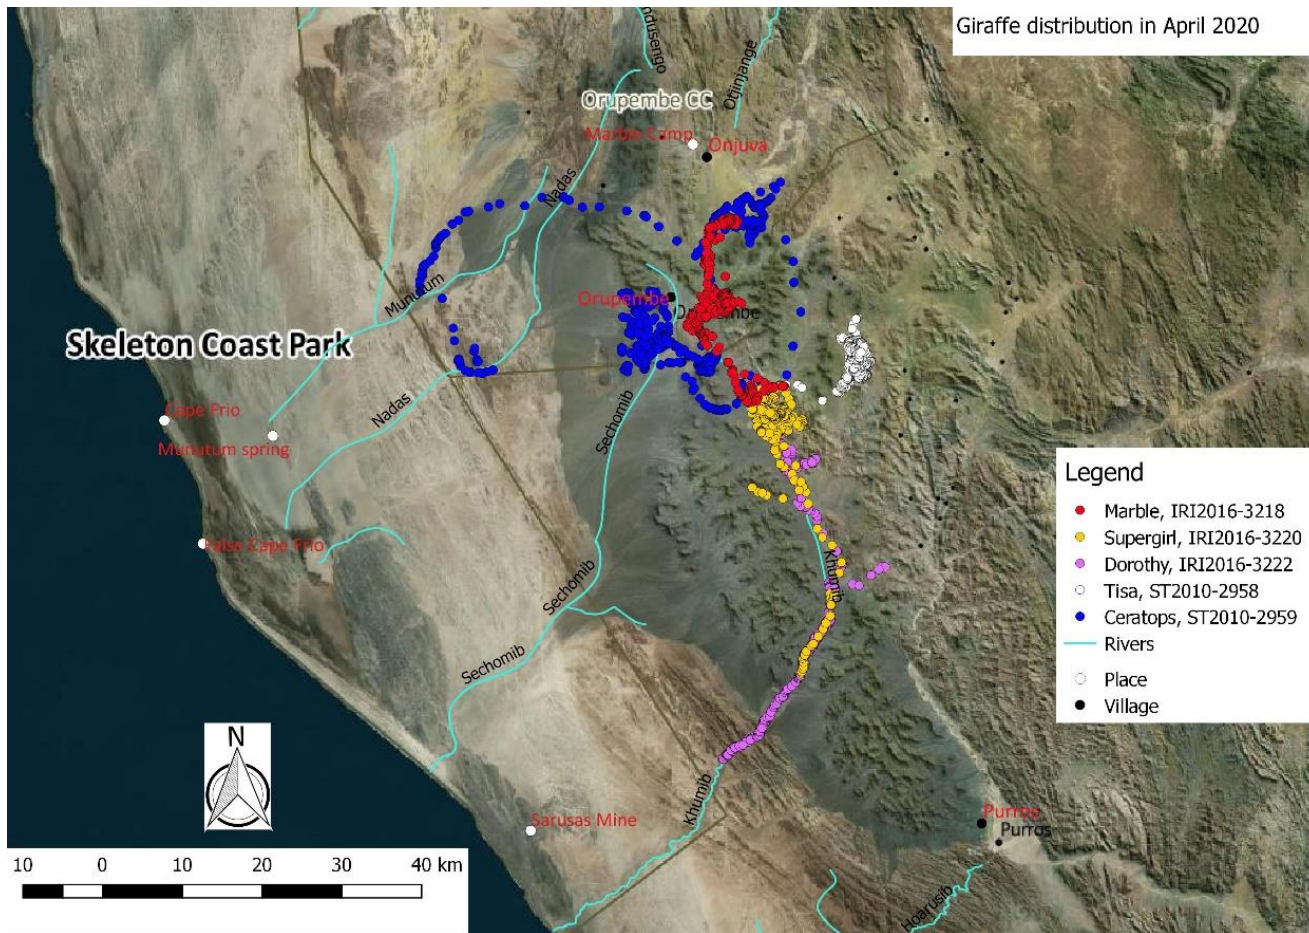 Giraffe distribution in April 2020
ndusengo
Otjinjange
Orupembe CC
Marble Camp
Onjuva
Nadas
Munutum
Orupembe
Skeleton Coast Park
Nadas
Cape Frio
Munutum spring
Sechomib
False Cape Frio
Khumib
Sechomib
Sechomib
Khumib
Sarusas Mine
Purros
Purros
Hoarusib
N
10 0 10 20 30 40 km
Legend
Marble, IRI2016-3218
Supergirl, IRI2016-3220
Dorothy, IRI2016-3222
Tisa, ST2010-2958
Ceratops, ST2010-2959
Rivers
Place
Village